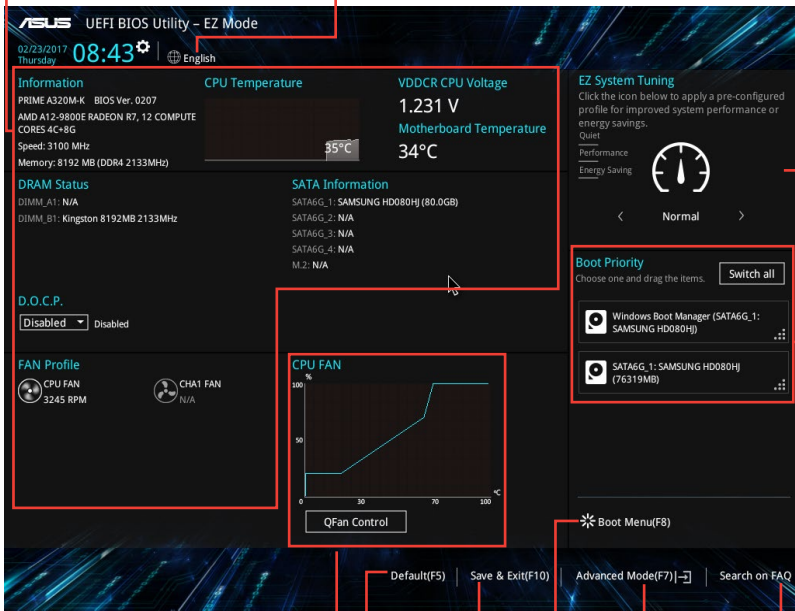 ASUS UEFI BIOS Utility – EZ Mode
02/23/2017
Thursday
08:43
English
Information
PRIME A320M-K BIOS Ver. 0207
AMD A12-9800E RADEON R7, 12 COMPUTE
CORES 4C+8G
Speed: 3100 MHz
Memory: 8192 MB (DDR4 2133MHz)
CPU Temperature
35°C
VDDCR CPU Voltage
1.231 V
Motherboard Temperature
34°C
EZ System Tuning
Click the icon below to apply a pre-configured
profile for improved system performance or
energy savings.
Quiet
Performance
Energy Saving
Normal
DRAM Status
DIMM_A1: N/A
DIMM_B1: Kingston 8192MB 2133MHz
SATA Information
SATA6G_1: SAMSUNG HD080HJ (80.0GB)
SATA6G_2: N/A
SATA6G_3: N/A
SATA6G_4: N/A
M.2: N/A
Boot Priority
Choose one and drag the items.
Switch all
Windows Boot Manager (SATA6G_1:
SAMSUNG HD080HJ)
SATA6G_1: SAMSUNG HD080HJ
(76319MB)
D.O.C.P.
Disabled Disabled
FAN Profile
CPU FAN
3245 RPM
CHA1 FAN
N/A
CPU FAN
%
100
50
0 30 70 100
°C
QFan Control
Boot Menu(F8)
Default(F5) Save & Exit(F10) Advanced Mode(F7) Search on FAQ